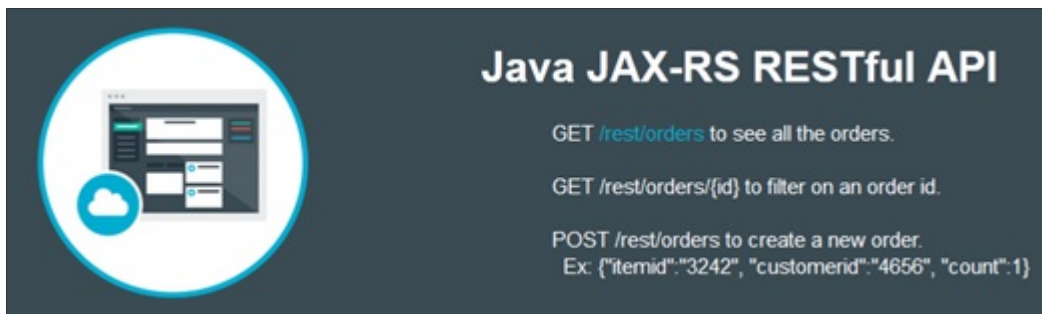 Java JAX-RS RESTful API
GET /rest/orders to see all the orders.
GET /rest/orders/{id} to filter on an order id.
POST /rest/orders to create a new order.
Ex: {"itemid":"3242", "customerid":"4656", "count":1}